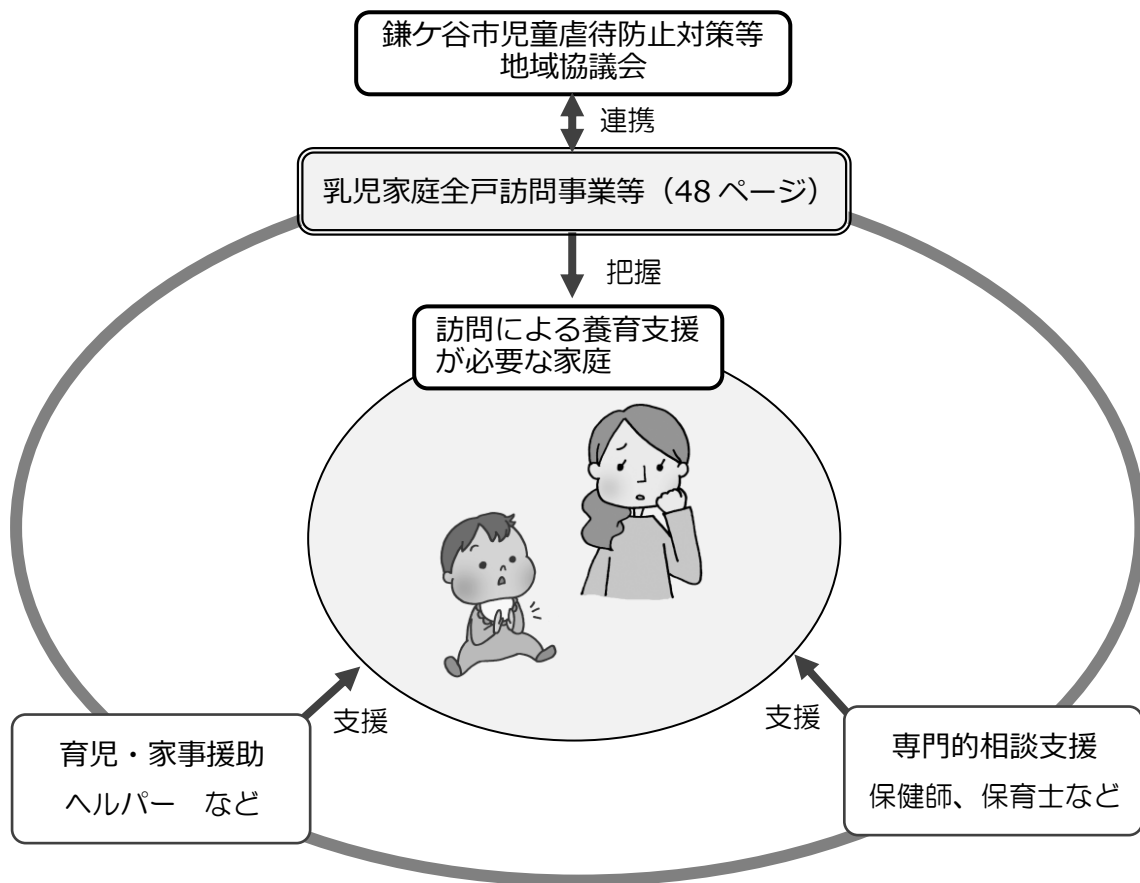 鎌ケ谷市児童虐待防止対策等
地域協議会
連携
乳児家庭全戸訪問事業等（48 ページ）
把握
訪問による養育支援
が必要な家庭
支援
支援
育児・家事援助
ヘルパー　など
専門的相談支援
保健師、保育士など